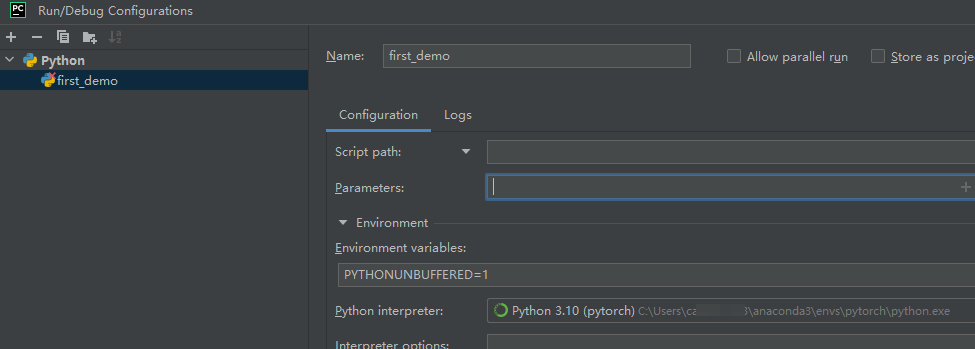 PC Run/Debug Configurations
Python
first_demo
Name: first_demo Allow parallel run Store as proje
Configuration Logs
Script path:
Parameters:
Environment
Environment variables:
PYTHONUNBUFFERED=1
Python interpreter: Python 3.10 (pytorch) C:\Users\ca 3\anaconda3\envs\pytorch\python.exe
Interpreter options: